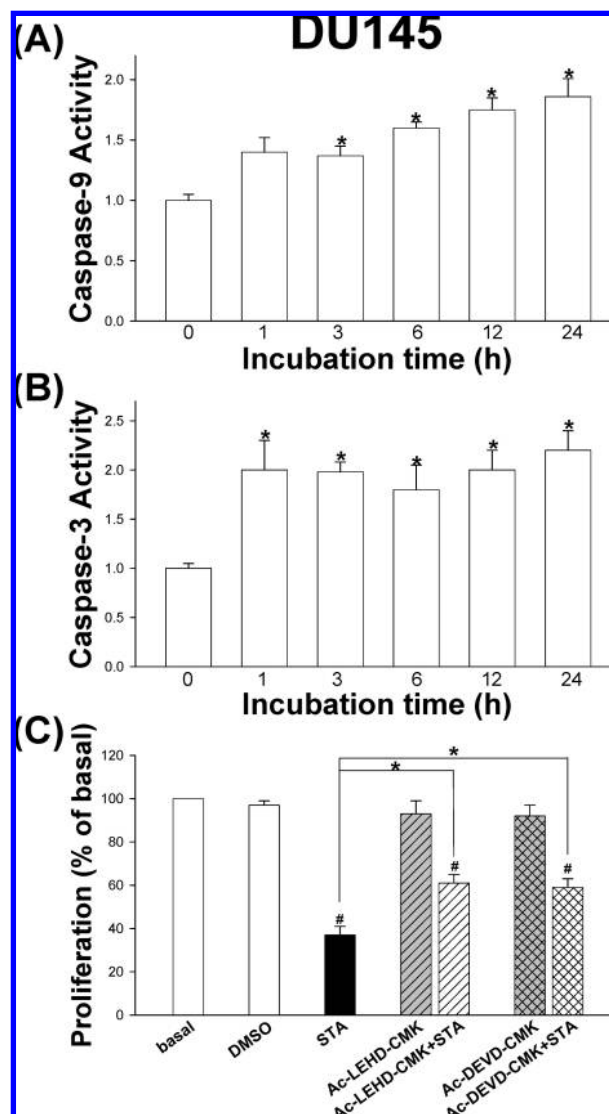 DU145
(A)
Caspase-9 Activity
2.0
1.5
1.0
0.5
0.0
* * * *
0 1 3 6 12 24
Incubation time (h)
(B)
Caspase-3 Activity
2.5
2.0
1.5
1.0
0.5
0.0
* * * * *
0 1 3 6 12 24
Incubation time (h)
(C)
Proliferation (% of basal)
120
100
80
60
40
20
0
*
*
# # #
basal
DMSO
STA
Ac-LEHD-CMK
Ac-LEHD-CMK+STA
Ac-DEVD-CMK
Ac-DEVD-CMK+STA